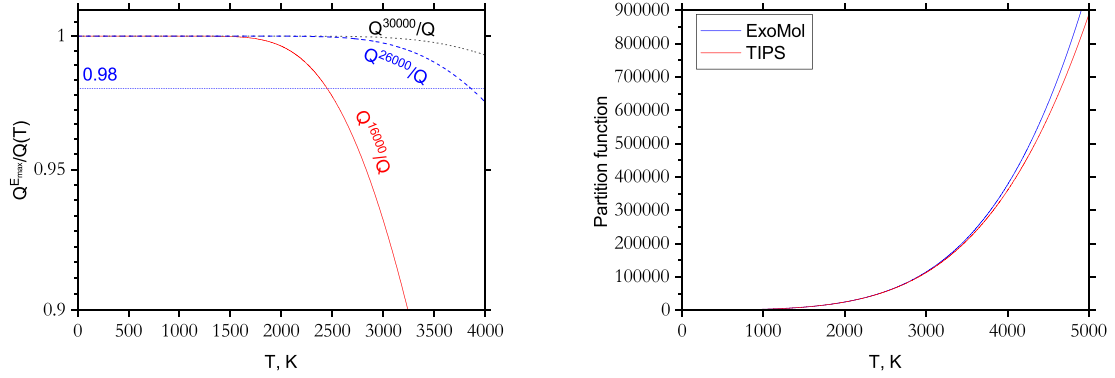 Q^30000/Q
Q^26000/Q
0.98
Q^16000/Q
1
0.95
0.9
Q^Emax/Q(T)
0 500 1000 1500 2000 2500 3000 3500 4000
T, K
ExoMol
TIPS
900000
800000
700000
600000
500000
400000
300000
200000
100000
0
Partition function
0 1000 2000 3000 4000 5000
T, K